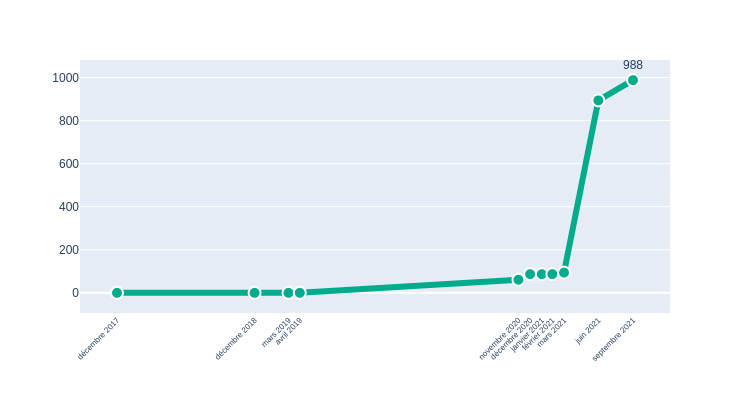 988
1000
800
600
400
200
0
décembre 2017
décembre 2018
mars 2019
avril 2019
novembre 2020
décembre 2020
janvier 2021
février 2021
mars 2021
juin 2021
septembre 2021